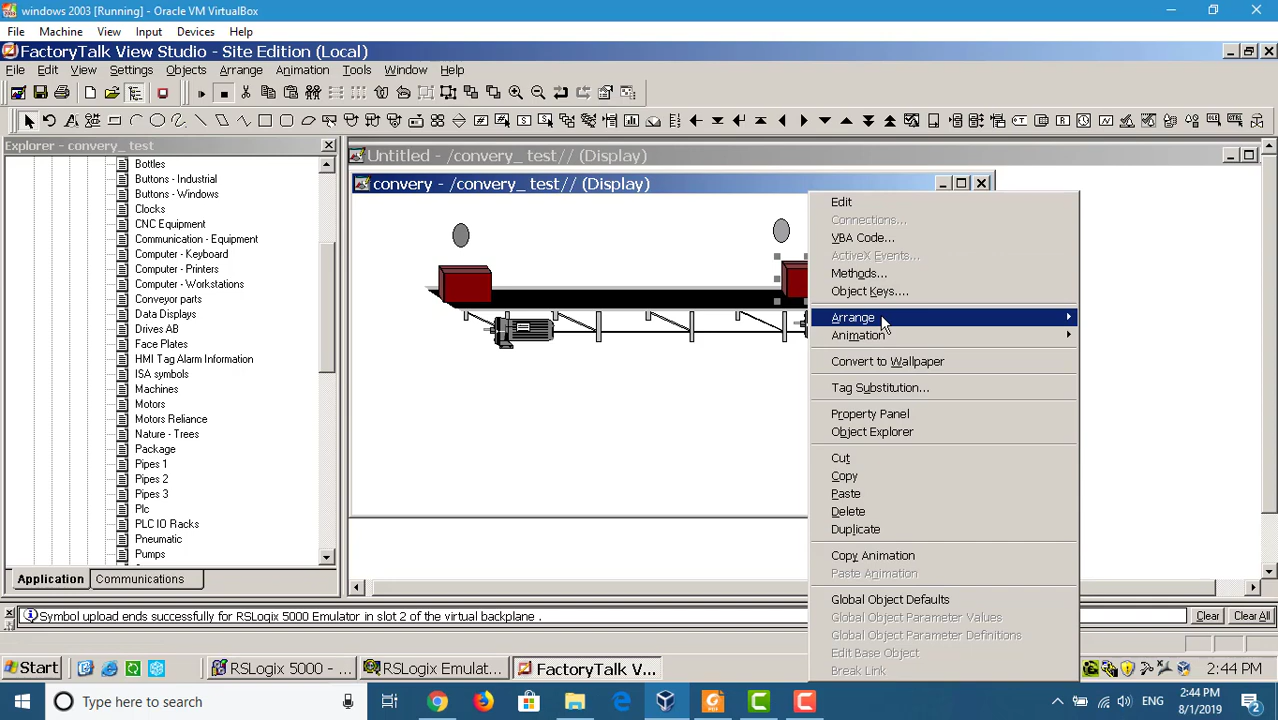 windows 2003 [Running] - Oracle VM VirtualBox
File Machine View Input Devices Help
FactoryTalk View Studio - Site Edition (Local)
File Edit View Settings Objects Arrange Animation Tools Window Help
Explorer - convery_ test
Untitled - /convery_ test// (Display)
convery - /convery_ test// (Display)
Bottles
Buttons - Industrial
Buttons - Windows
Clocks
CNC Equipment
Communication - Equipment
Computer - Keyboard
Computer - Printers
Computer - Workstations
Conveyor parts
Data Displays
Drives AB
Face Plates
HMI Tag Alarm Information
ISA symbols
Machines
Motors
Motors Reliance
Nature - Trees
Package
Pipes 1
Pipes 2
Pipes 3
Plc
PLC IO Racks
Pneumatic
Pumps
Application Communications
Edit
Connections...
VBA Code...
ActiveX Events...
Methods...
Object Keys....
Arrange
Animation
Convert to Wallpaper
Tag Substitution...
Property Panel
Object Explorer
Cut
Copy
Paste
Delete
Duplicate
Copy Animation
Paste Animation
Global Object Defaults
Global Object Parameter Values
Global Object Parameter Definitions
Edit Base Object
Break Link
Symbol upload ends successfully for RSLogix 5000 Emulator in slot 2 of the virtual backplane .
Clear Clear All
Start RSLogix 5000 - ... RSLogix Emulat... FactoryTalk V... 2:44 PM
Type here to search
ENG
2:44 PM
8/1/2019
2